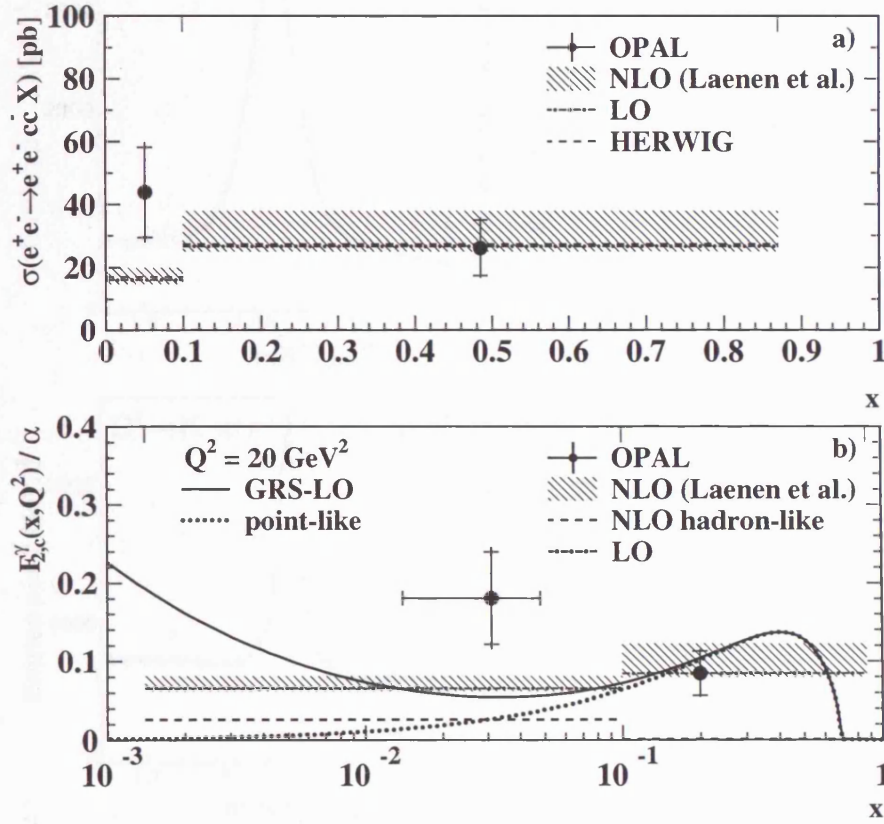 σ(e⁺e⁻→e⁺e⁻ cc̄ X) [pb]
100
80
60
40
20
0
a)
OPAL
NLO (Laenen et al.)
LO
HERWIG
0 0.1 0.2 0.3 0.4 0.5 0.6 0.7 0.8 0.9 1
x
F₂,c^γ(x,Q²) / α
0.4
0.3
0.2
0.1
0
Q² = 20 GeV²
GRS-LO
point-like
b)
OPAL
NLO (Laenen et al.)
NLO hadron-like
LO
10⁻³ 10⁻² 10⁻¹ 1
x